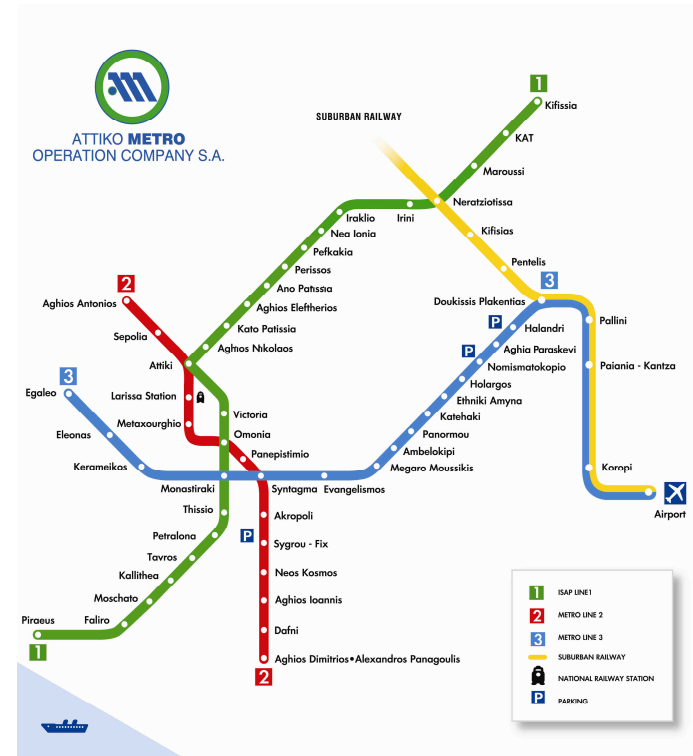 ATTIKO METRO
OPERATION COMPANY S.A.
SUBURBAN RAILWAY
1
Kifissia
KAT
Maroussi
Neratziotissa
Irini
Iraklio
Nea Ionia
Pefkakia
Perissos
Ano Patissia
Aghios Eleftherios
Kato Patissia
Aghios Nikolaos
Kifisias
Pentelis
3
Doukissis Plakentias
2
Aghios Antonios
Sepolia
Attiki
3
Egaleo
Eleonas
Kerameikos
Larissa Station
Metaxourghio
Victoria
Omonia
Panepistimio
Monastiraki
Syntagma
Evangelismos
Megaro Moussikis
Ambelokipi
Panormou
Katehaki
Ethniki Amyna
Holargos
Nomismatokopio
P
Aghia Paraskevi
P
Halandri
Pallini
Paiania - Kantza
Koropi
Airport
Thissio
Petralona
Tavros
Kallithea
Moschato
Faliro
Piraeus
1
Akropoli
P
Sygrou - Fix
Neos Kosmos
Aghios Ioannis
Dafni
Aghios Dimitrios•Alexandros Panagoulis
2
1 ISAP LINE1
2 METRO LINE 2
3 METRO LINE 3
SUBURBAN RAILWAY
NATIONAL RAILWAY STATION
P PARKING